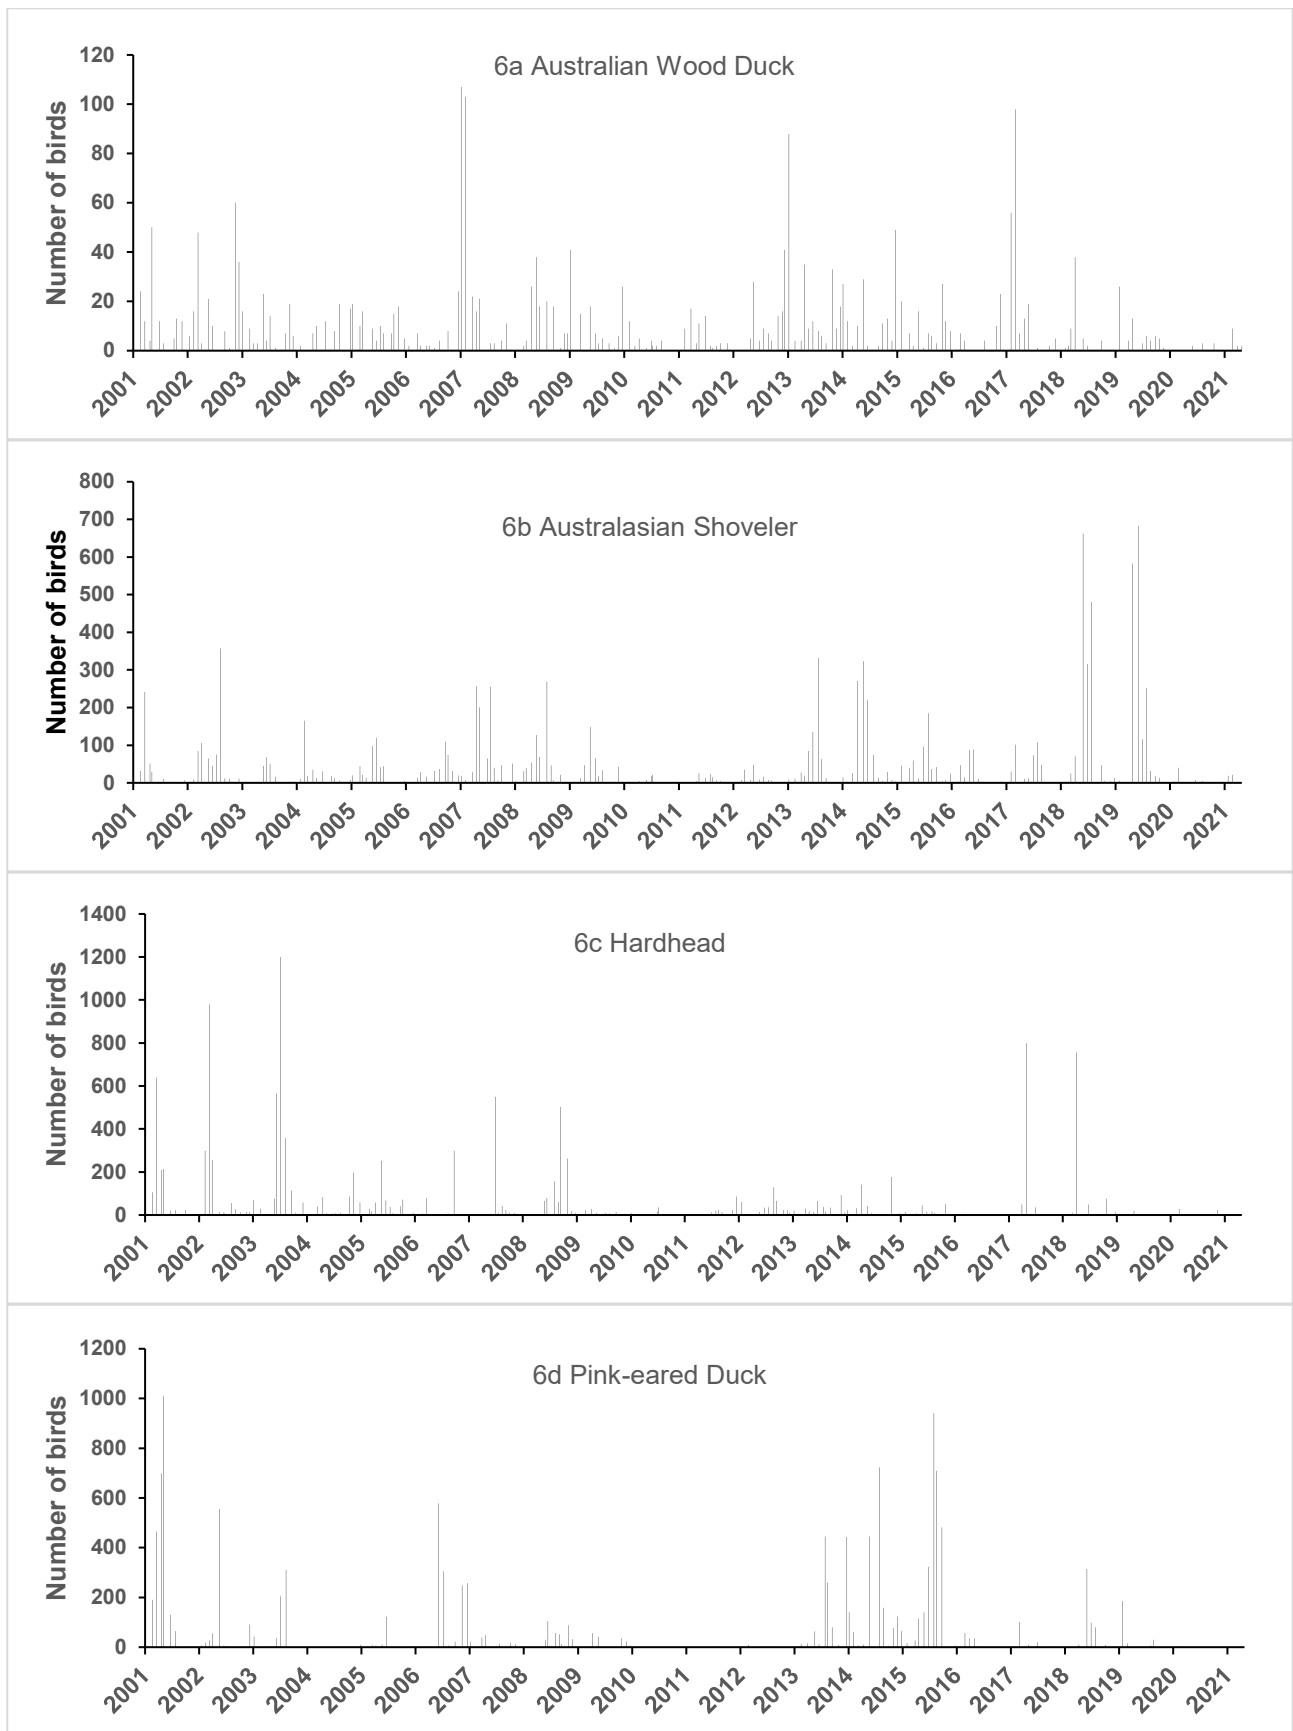 6a Australian Wood Duck
Number of birds
120
100
80
60
40
20
0
2001 2002 2003 2004 2005 2006 2007 2008 2009 2010 2011 2012 2013 2014 2015 2016 2017 2018 2019 2020 2021
6b Australasian Shoveler
Number of birds
800
700
600
500
400
300
200
100
0
2001 2002 2003 2004 2005 2006 2007 2008 2009 2010 2011 2012 2013 2014 2015 2016 2017 2018 2019 2020 2021
6c Hardhead
Number of birds
1400
1200
1000
800
600
400
200
0
2001 2002 2003 2004 2005 2006 2007 2008 2009 2010 2011 2012 2013 2014 2015 2016 2017 2018 2019 2020 2021
6d Pink-eared Duck
Number of birds
1200
1000
800
600
400
200
0
2001 2002 2003 2004 2005 2006 2007 2008 2009 2010 2011 2012 2013 2014 2015 2016 2017 2018 2019 2020 2021